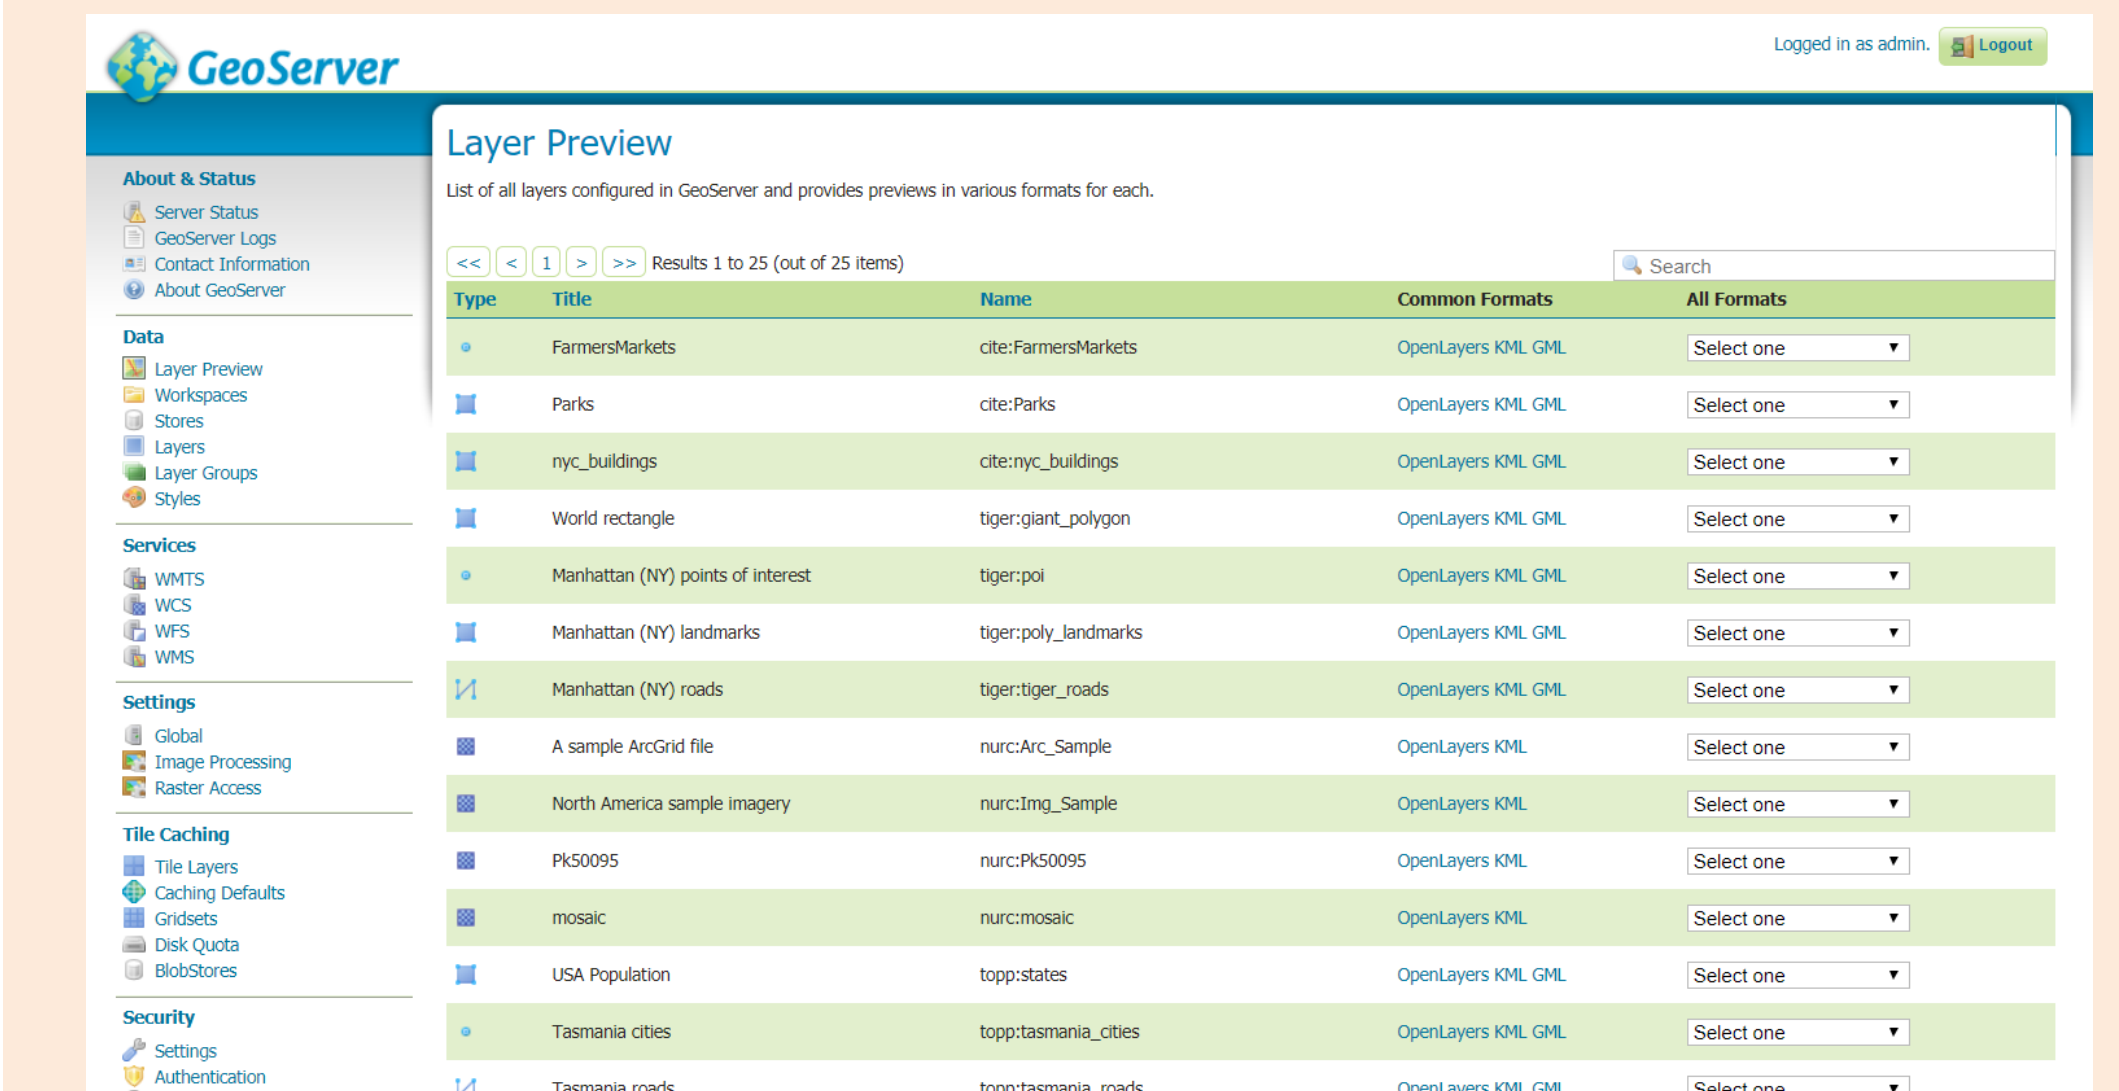 GeoServer
Logged in as admin.
Logout
Layer Preview
List of all layers configured in GeoServer and provides previews in various formats for each.
<< < 1 > >> Results 1 to 25 (out of 25 items)
Search
About & Status
Server Status
GeoServer Logs
Contact Information
About GeoServer
Data
Layer Preview
Workspaces
Stores
Layers
Layer Groups
Styles
Services
WMTS
WCS
WFS
WMS
Settings
Global
Image Processing
Raster Access
Tile Caching
Tile Layers
Caching Defaults
Gridsets
Disk Quota
BlobStores
Security
Settings
Authentication
Type Title Name Common Formats All Formats
FarmersMarkets cite:FarmersMarkets OpenLayers KML GML Select one
Parks cite:Parks OpenLayers KML GML Select one
nyc_buildings cite:nyc_buildings OpenLayers KML GML Select one
World rectangle tiger:giant_polygon OpenLayers KML GML Select one
Manhattan (NY) points of interest tiger:poi OpenLayers KML GML Select one
Manhattan (NY) landmarks tiger:poly_landmarks OpenLayers KML GML Select one
Manhattan (NY) roads tiger:tiger_roads OpenLayers KML GML Select one
A sample ArcGrid file nurc:Arc_Sample OpenLayers KML Select one
North America sample imagery nurc:Img_Sample OpenLayers KML Select one
Pk50095 nurc:Pk50095 OpenLayers KML Select one
mosaic nurc:mosaic OpenLayers KML Select one
USA Population topp:states OpenLayers KML GML Select one
Tasmania cities topp:tasmania_cities OpenLayers KML GML Select one
Tasmania roads topp:tasmania_roads OpenLayers KML GML Select one